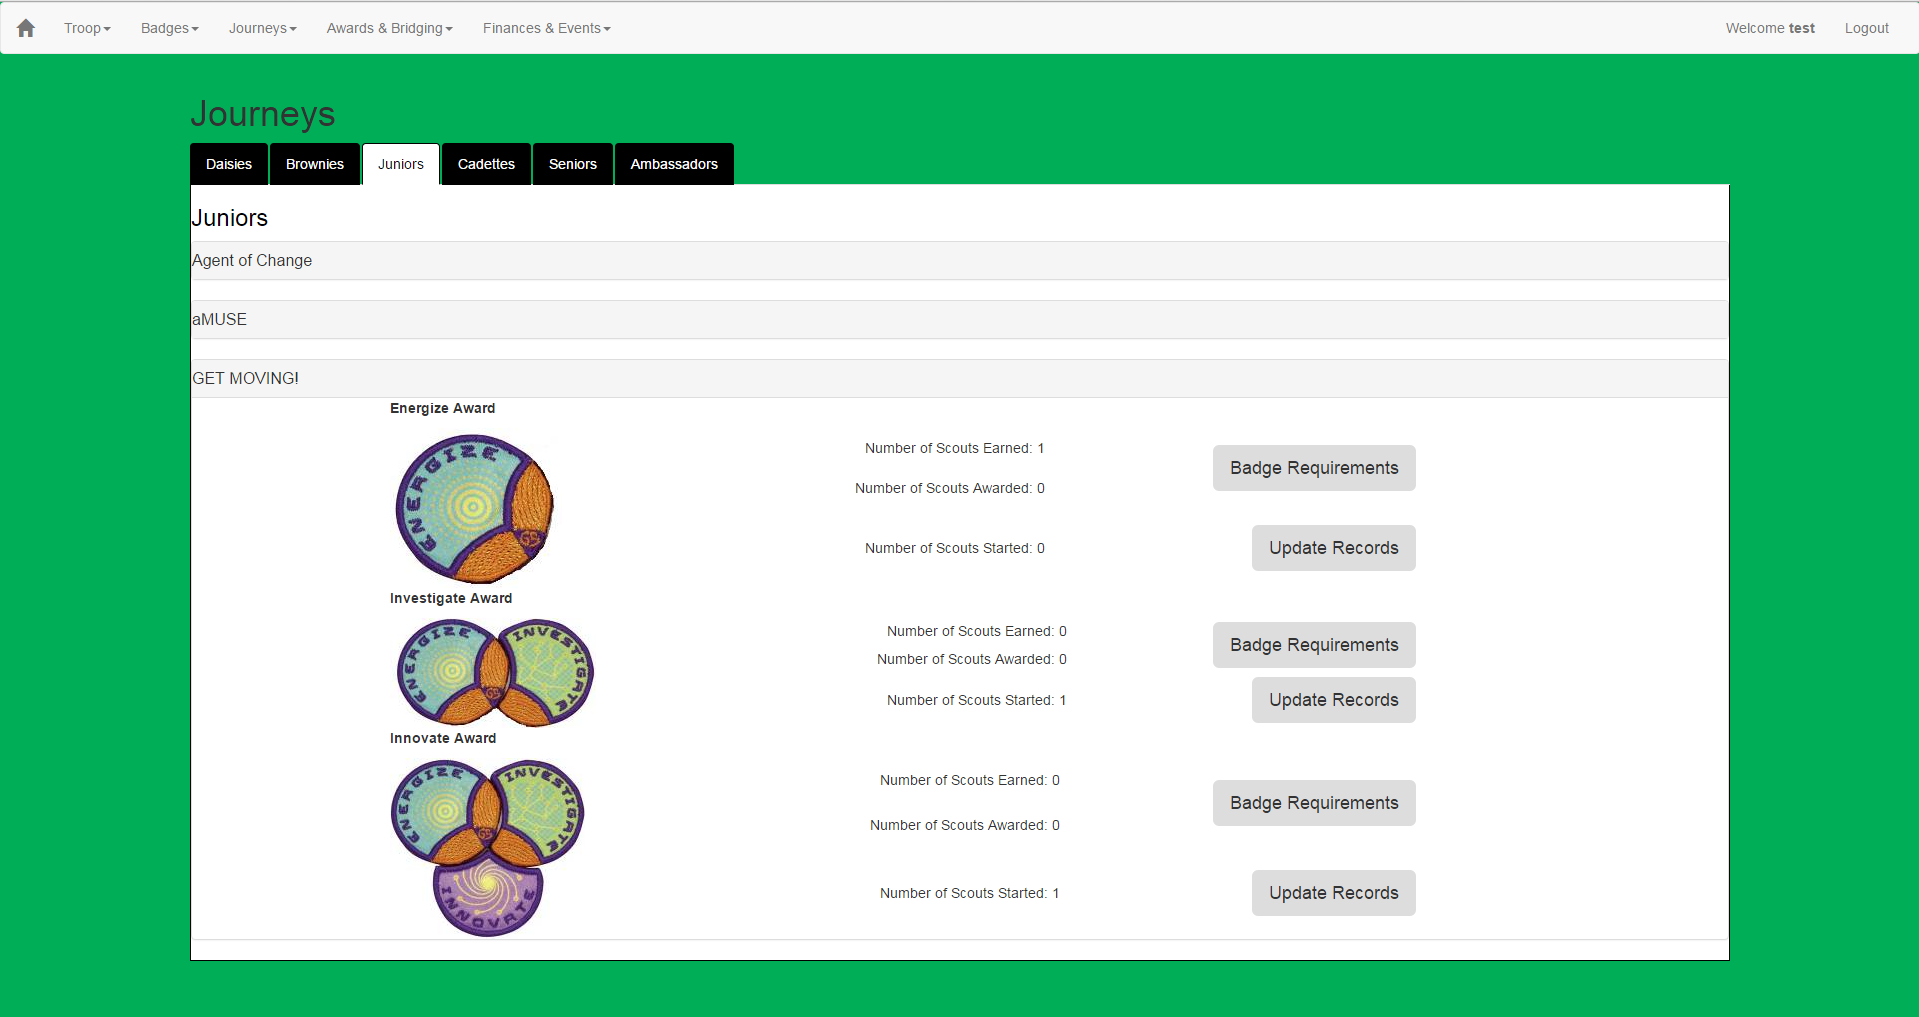 Troop Badges Journeys Awards & Bridging Finances & Events Welcome test Logout
Journeys
Daisies Brownies Juniors Cadettes Seniors Ambassadors
Juniors
Agent of Change
aMUSE
GET MOVING!
Energize Award
ENERGIZE
GS
Number of Scouts Earned: 1
Number of Scouts Awarded: 0
Number of Scouts Started: 0
Badge Requirements
Update Records
Investigate Award
ENERGIZE
INVESTIGATE
GS
Number of Scouts Earned: 0
Number of Scouts Awarded: 0
Number of Scouts Started: 1
Badge Requirements
Update Records
Innovate Award
ENERGIZE
INVESTIGATE
GS
INNOVATE
Number of Scouts Earned: 0
Number of Scouts Awarded: 0
Number of Scouts Started: 1
Badge Requirements
Update Records